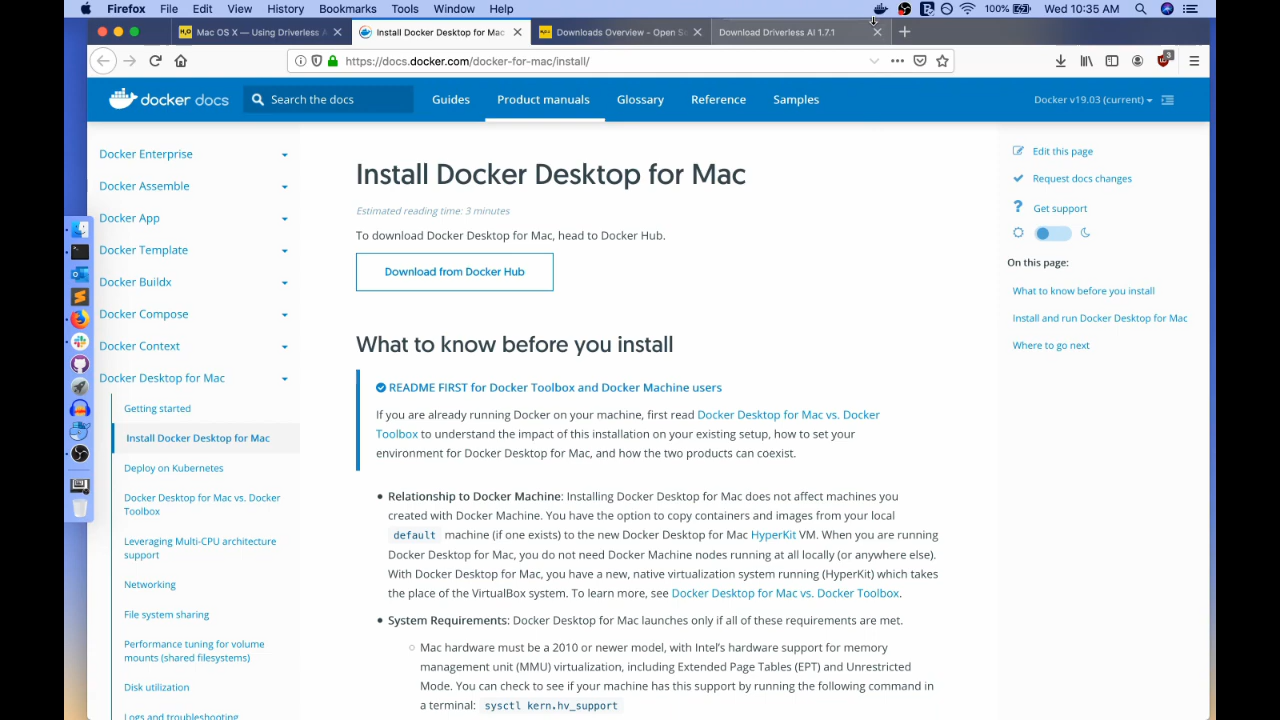 Firefox File Edit View History Bookmarks Tools Window Help 100% Wed 10:35 AM
Mac OS X — Using Driverless A
Install Docker Desktop for Mac
Downloads Overview - Open S
Download Driverless AI 1.7.1
https://docs.docker.com/docker-for-mac/install/
3
docker docs
Search the docs
Guides
Product manuals
Glossary
Reference
Samples
Docker v19.03 (current)
Docker Enterprise
Docker Assemble
Docker App
Docker Template
Docker Buildx
Docker Compose
Docker Context
Docker Desktop for Mac
Getting started
Install Docker Desktop for Mac
Deploy on Kubernetes
Docker Desktop for Mac vs. Docker
Toolbox
Leveraging Multi-CPU architecture
support
Networking
File system sharing
Performance tuning for volume
mounts (shared filesystems)
Disk utilization
Logs and troubleshooting
Install Docker Desktop for Mac
Estimated reading time: 3 minutes
To download Docker Desktop for Mac, head to Docker Hub.
Download from Docker Hub
What to know before you install
README FIRST for Docker Toolbox and Docker Machine users
If you are already running Docker on your machine, first read Docker Desktop for Mac vs. Docker
Toolbox to understand the impact of this installation on your existing setup, how to set your
environment for Docker Desktop for Mac, and how the two products can coexist.
• Relationship to Docker Machine: Installing Docker Desktop for Mac does not affect machines you
created with Docker Machine. You have the option to copy containers and images from your local
default machine (if one exists) to the new Docker Desktop for Mac HyperKit VM. When you are running
Docker Desktop for Mac, you do not need Docker Machine nodes running at all locally (or anywhere else).
With Docker Desktop for Mac, you have a new, native virtualization system running (HyperKit) which takes
the place of the VirtualBox system. To learn more, see Docker Desktop for Mac vs. Docker Toolbox.
• System Requirements: Docker Desktop for Mac launches only if all of these requirements are met.
○ Mac hardware must be a 2010 or newer model, with Intel's hardware support for memory
management unit (MMU) virtualization, including Extended Page Tables (EPT) and Unrestricted
Mode. You can check to see if your machine has this support by running the following command in
a terminal: sysctl kern.hv_support
Edit this page
Request docs changes
Get support
On this page:
What to know before you install
Install and run Docker Desktop for Mac
Where to go next